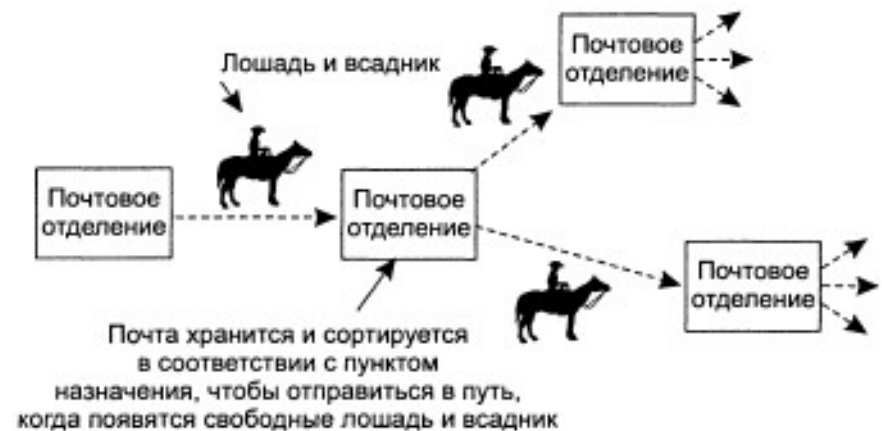 Лошадь и всадник
Почтовое
отделение
Почтовое
отделение
Почтовое
отделение
Почтовое
отделение
Почта хранится и сортируется
в соответствии с пунктом
назначения, чтобы отправиться в путь,
когда появятся свободные лошадь и всадник